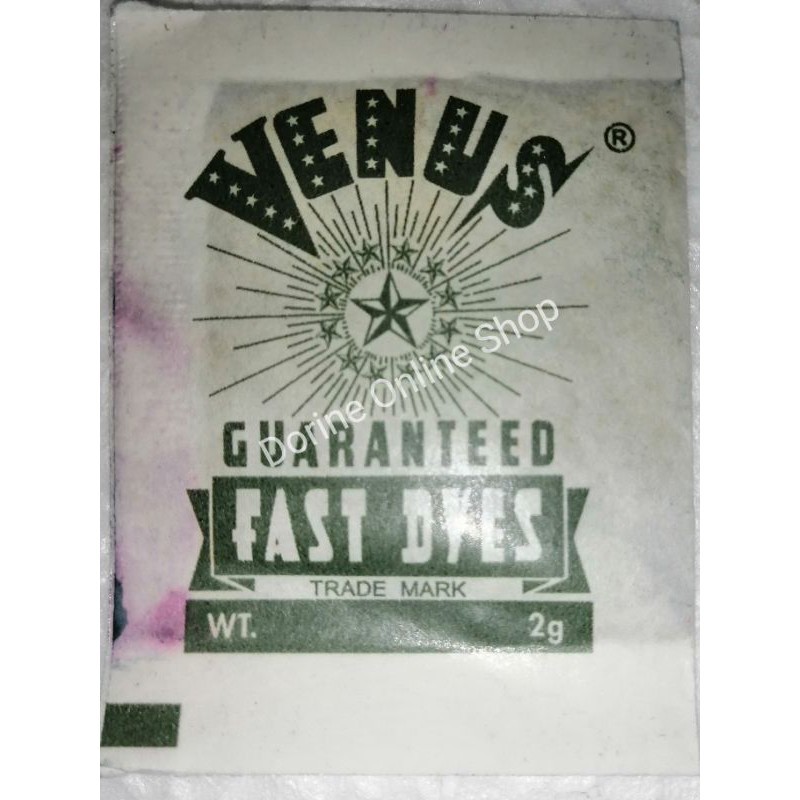 VENUS ®
Dorine Online Shop
GUARANTEED
FAST DYES
TRADE MARK
WT. 2g